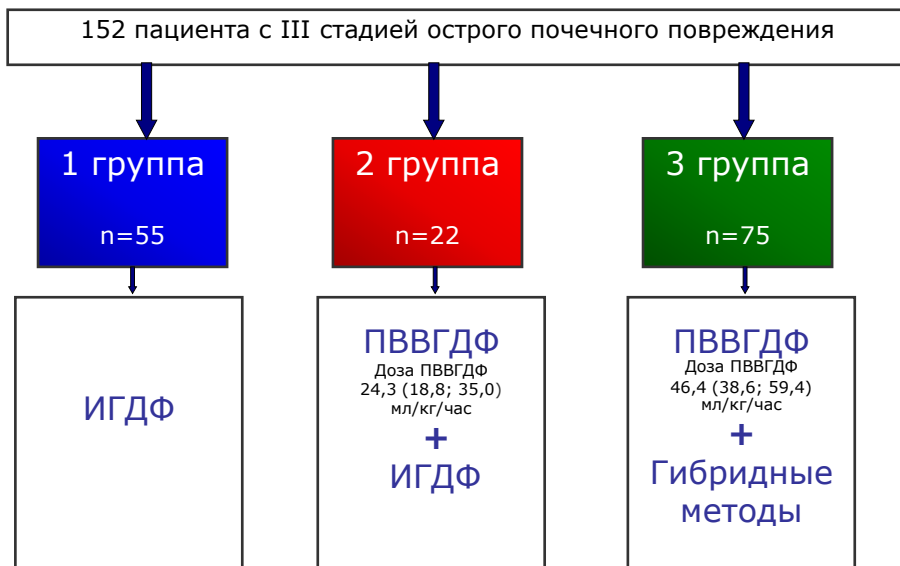 152 пациента с III стадией острого почечного повреждения
1 группа
n=55
2 группа
n=22
3 группа
n=75
ИГДФ
ПВВГДФ
Доза ПВВГДФ
24,3 (18,8; 35,0)
мл/кг/час
+
ИГДФ
ПВВГДФ
Доза ПВВГДФ
46,4 (38,6; 59,4)
мл/кг/час
+
Гибридные
методы